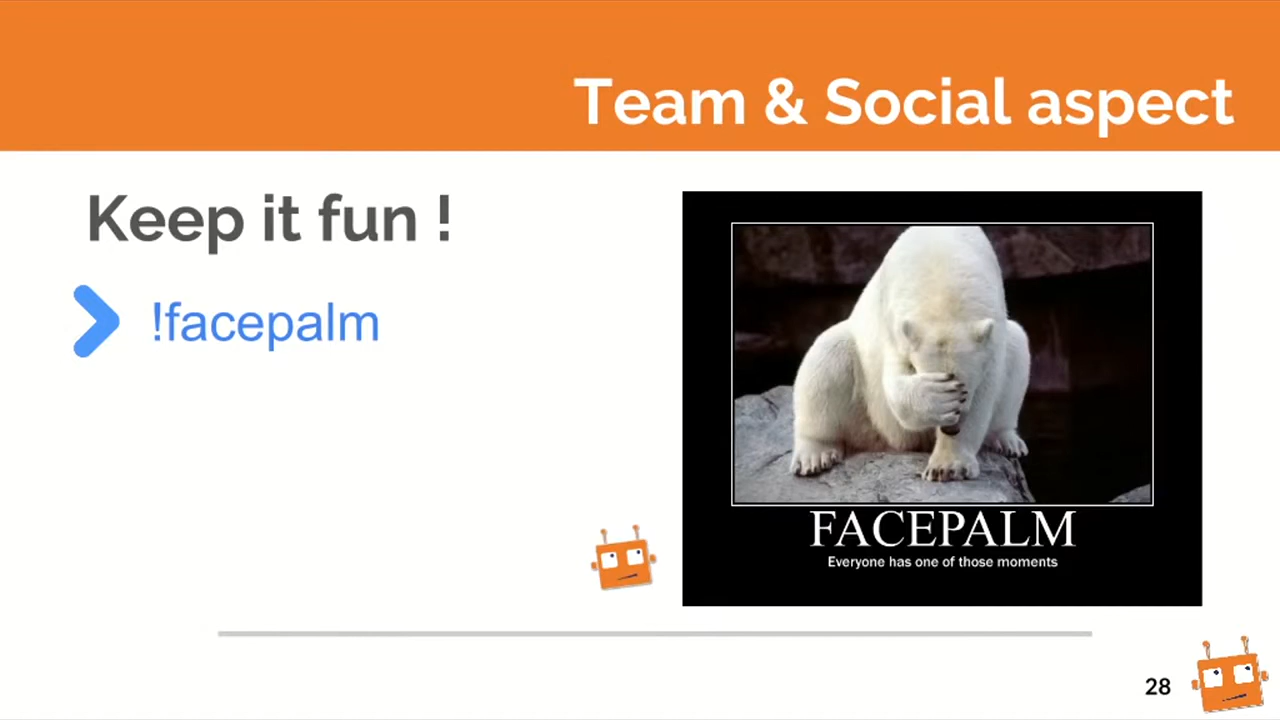 Team & Social aspect
Keep it fun !
!facepalm
FACEPALM
Everyone has one of those moments
28